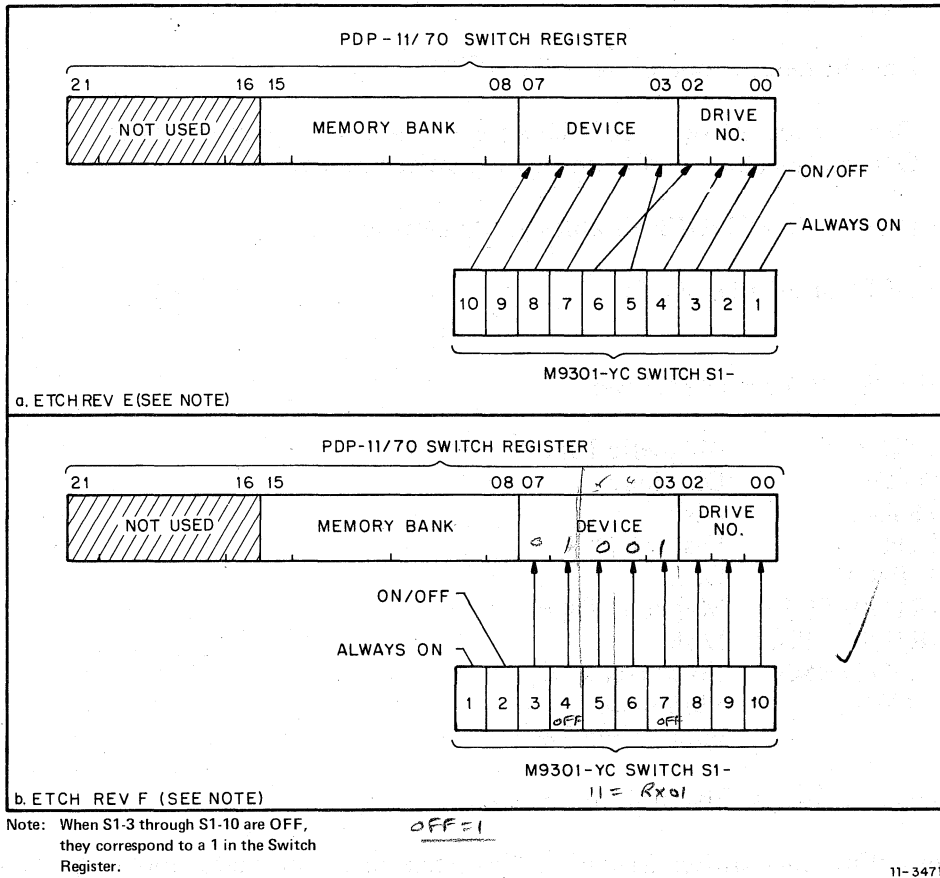 PDP-11/70 SWITCH REGISTER
21 16 15 08 07 03 02 00
NOT USED MEMORY BANK DEVICE DRIVE NO.
ON/OFF
ALWAYS ON
10 9 8 7 6 5 4 3 2 1
M9301-YC SWITCH S1-
a. ETCH REV E (SEE NOTE)
PDP-11/70 SWITCH REGISTER
21 16 15 08 07 03 02 00
NOT USED MEMORY BANK DEVICE DRIVE NO.
0 1 0 0 1
ON/OFF
ALWAYS ON
1 2 3 4 5 6 7 8 9 10
OFF OFF
M9301-YC SWITCH S1-
11 = RX01
b. ETCH REV F (SEE NOTE)
Note: When S1-3 through S1-10 are OFF,
they correspond to a 1 in the Switch
Register.
OFF = 1
11-3471